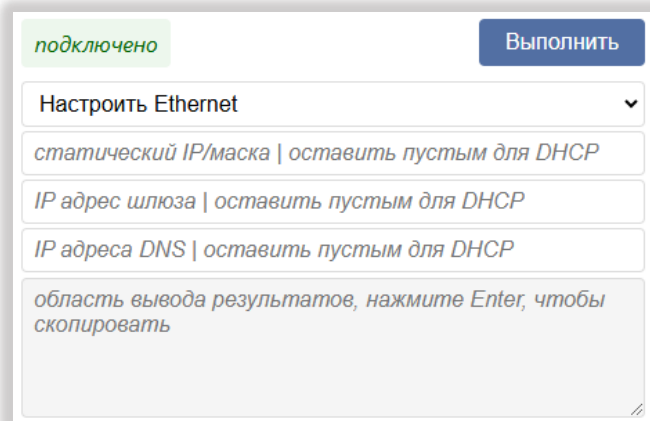 подключено
Выполнить
Настроить Ethernet
статический IP/маска | оставить пустым для DHCP
IP адрес шлюза | оставить пустым для DHCP
IP адреса DNS | оставить пустым для DHCP
область вывода результатов, нажмите Enter, чтобы
скопировать